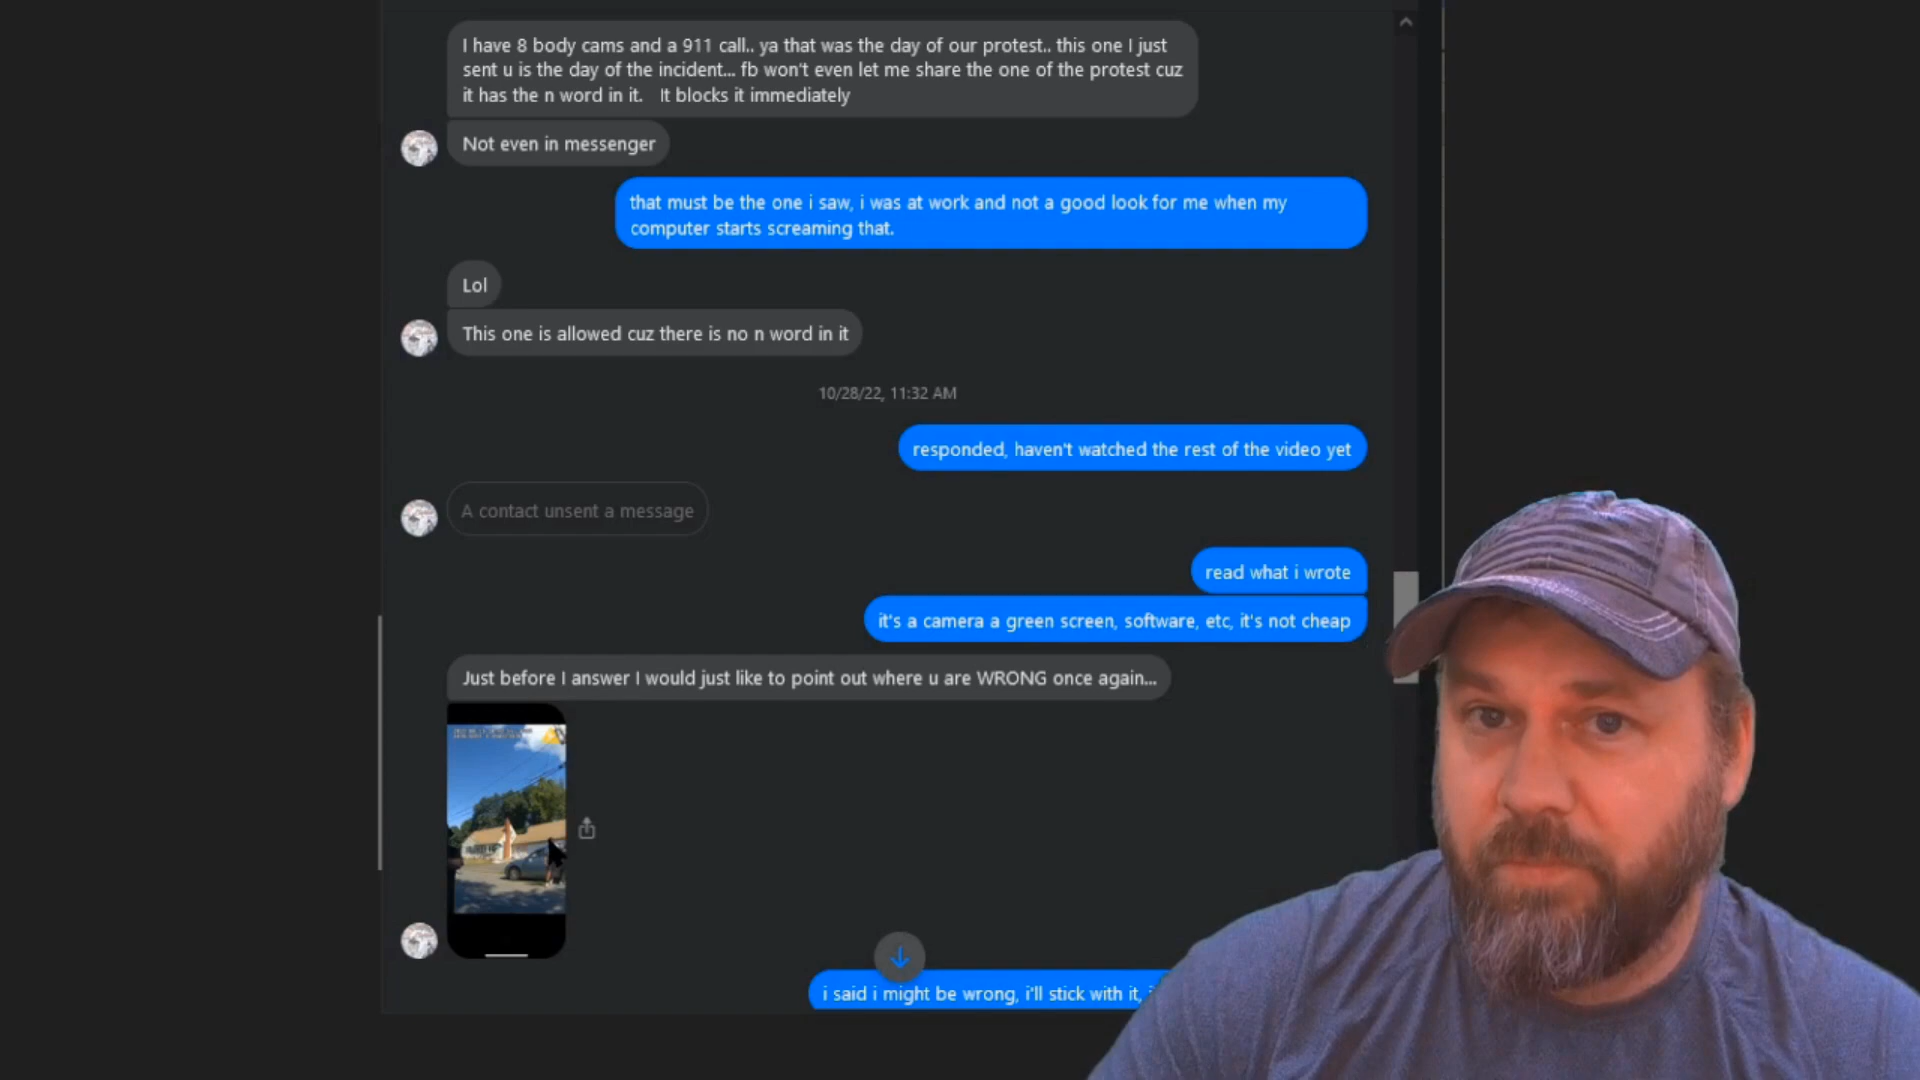 I have 8 body cams and a 911 call.. ya that was the day of our protest.. this one I just
sent u is the day of the incident... fb won't even let me share the one of the protest cuz
it has the n word in it.   It blocks it immediately
Not even in messenger
that must be the one i saw, i was at work and not a good look for me when my
computer starts screaming that.
Lol
This one is allowed cuz there is no n word in it
10/28/22, 11:32 AM
responded, haven't watched the rest of the video yet
A contact unsent a message
read what i wrote
it's a camera a green screen, software, etc, it's not cheap
Just before I answer I would just like to point out where u are WRONG once again...
i said i might be wrong, i'll stick with it,